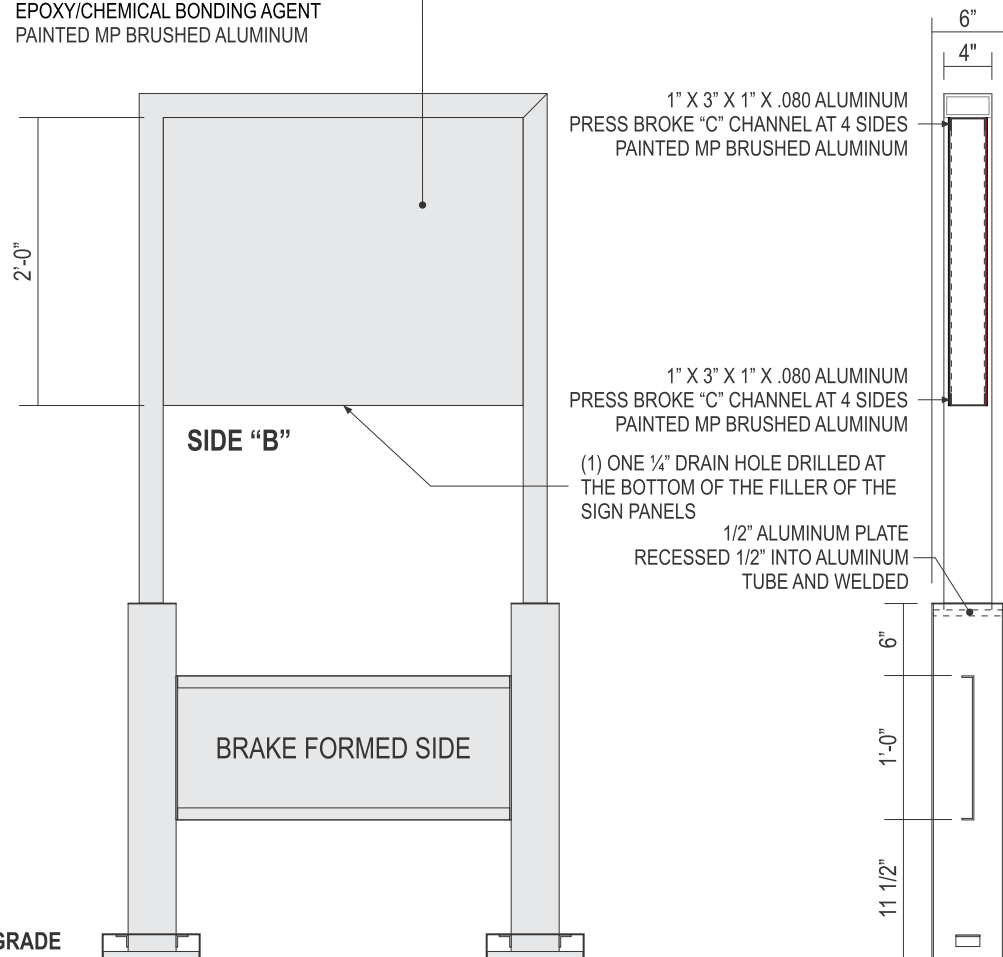 EPOXY/CHEMICAL BONDING AGENT
PAINTED MP BRUSHED ALUMINUM
6”
4"
1” X 3” X 1” X .080 ALUMINUM
PRESS BROKE “C” CHANNEL AT 4 SIDES
PAINTED MP BRUSHED ALUMINUM
2’-0”
1” X 3” X 1” X .080 ALUMINUM
PRESS BROKE “C” CHANNEL AT 4 SIDES
PAINTED MP BRUSHED ALUMINUM
SIDE “B”
(1) ONE ¼” DRAIN HOLE DRILLED AT
THE BOTTOM OF THE FILLER OF THE
SIGN PANELS
1/2” ALUMINUM PLATE
RECESSED 1/2” INTO ALUMINUM
TUBE AND WELDED
6”
BRAKE FORMED SIDE
1’-0”
11 1/2”
GRADE